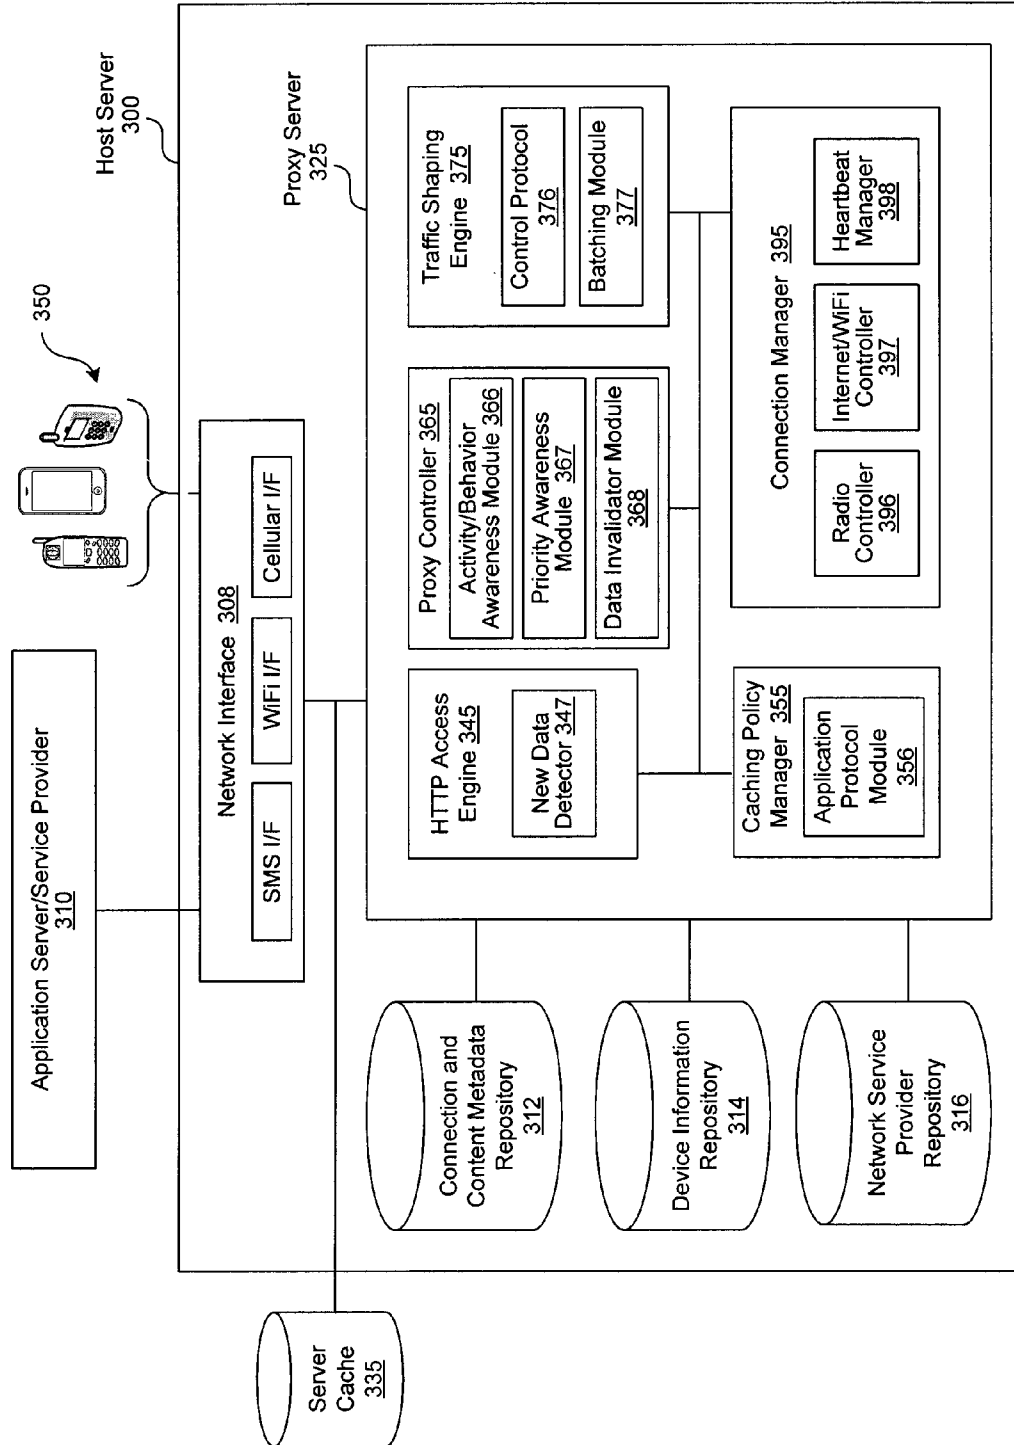 Application Server/Service Provider
310
350
Host Server
300
Network Interface 308
SMS I/F
WiFi I/F
Cellular I/F
Server
Cache
335
Proxy Server
325
Connection and
Content Metadata
Repository
312
Device Information
Repository
314
Network Service
Provider
Repository
316
HTTP Access
Engine 345
New Data
Detector 347
Proxy Controller 365
Activity/Behavior
Awareness Module 366
Priority Awareness
Module 367
Data Invalidator Module
368
Traffic Shaping
Engine 375
Control Protocol
376
Batching Module
377
Caching Policy
Manager 355
Application
Protocol
Module
356
Connection Manager 395
Radio
Controller
396
Internet/WiFi
Controller
397
Heartbeat
Manager
398